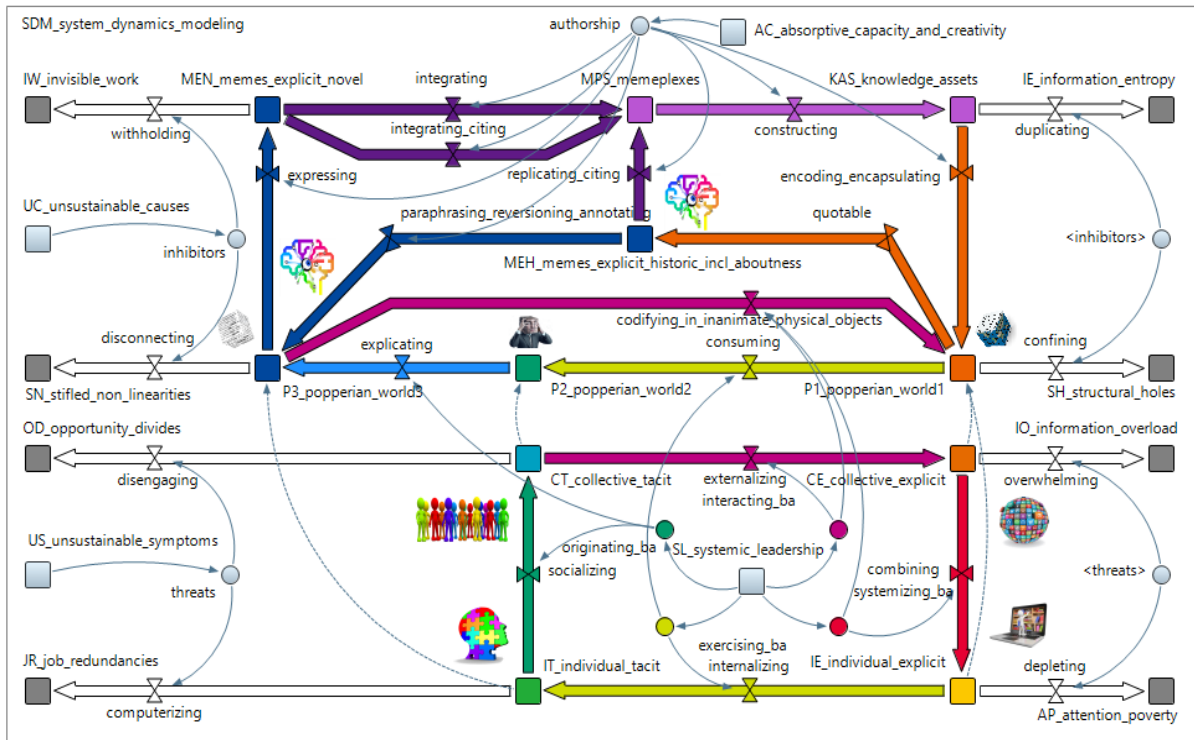 SDM_system_dynamics_modeling
authorship
AC_absorptive_capacity_and_creativity
IW_invisible_work
MEN_memes_explicit_novel
integrating
MPS_memeplexes
KAS_knowledge_assets
IE_information_entropy
withholding
integrating_citing
constructing
duplicating
expressing
replicating_citing
encoding_encapsulating
UC_unsustainable_causes
paraphrasing_reversioning_annotating
quotable
inhibitors
MEH_memes_explicit_historic_incl_aboutness
<inhibitors>
disconnecting
explicating
codifying_in_inanimate_physical_objects
consuming
confining
SN_stifled_non_linearities
P3_popperian_world3
P2_popperian_world2
P1_popperian_world1
SH_structural_holes
OD_opportunity_divides
IO_information_overload
disengaging
CT_collective_tacit
externalizing
interacting_ba
CE_collective_explicit
overwhelming
US_unsustainable_symptoms
originating_ba
socializing
SL_systemic_leadership
combining
systemizing_ba
threats
<threats>
JR_job_redundancies
IT_individual_tacit
exercising_ba
internalizing
IE_individual_explicit
depleting
computerizing
AP_attention_poverty